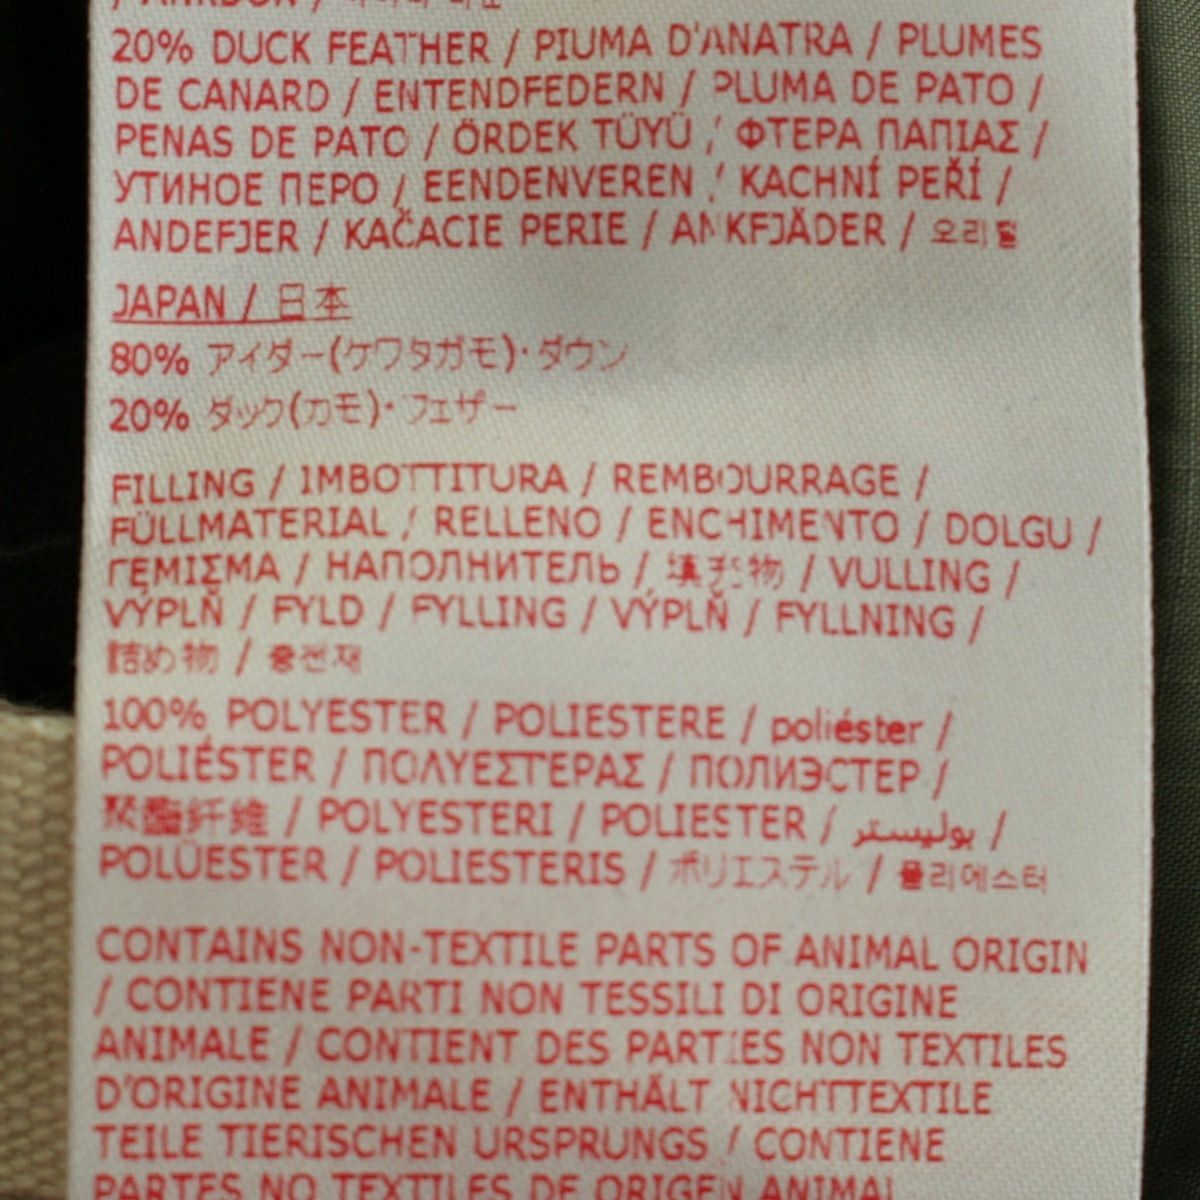 / ANKDUN /
20% DUCK FEATHER / PIUMA D'ANATRA / PLUMES
DE CANARD / ENTENDFEDERN / PLUMA DE PATO /
PENAS DE PATO / ÖRDEK TÜYÜ / ΦΤΕΡΑ ΠΑΠΙΑΣ /
УТИНОЕ ПЕРО / EENDENVEREN / KACHNÍ PEŘÍ /
ANDEFJER / KAČACIE PERIE / ANKFJÄDER / 오리털
JAPAN / 日本
80% アイダー(ケワタガモ)・ダウン
20% ダック(カモ)・フェザー
FILLING / IMBOTTITURA / REMBOURRAGE /
FÜLLMATERIAL / RELLENO / ENCHIMENTO / DOLGU /
ΓΕΜΙΣΜΑ / НАПОЛНИТЕЛЬ / 填充物 / VULLING /
VÝPLŇ / FYLD / FYLLING / VÝPLŇ / FYLLNING /
詰め物 / 충전재
100% POLYESTER / POLIESTERE / poliéster /
POLIÉSTER / ΠΟΛΥΕΣΤΕΡΑΣ / ПОЛИЭСТЕР /
聚酯纤维 / POLYESTERI / POLIESTER / بوليستر /
POLÜESTER / POLIESTERIS / ポリエステル / 폴리에스터
CONTAINS NON-TEXTILE PARTS OF ANIMAL ORIGIN
/ CONTIENE PARTI NON TESSILI DI ORIGINE
ANIMALE / CONTIENT DES PARTIES NON TEXTILES
D'ORIGINE ANIMALE / ENTHÄLT NICHTTEXTILE
TEILE TIERISCHEN URSPRUNGS / CONTIENE
PARTES NO TEXTILES DE ORIGEN ANIMAL